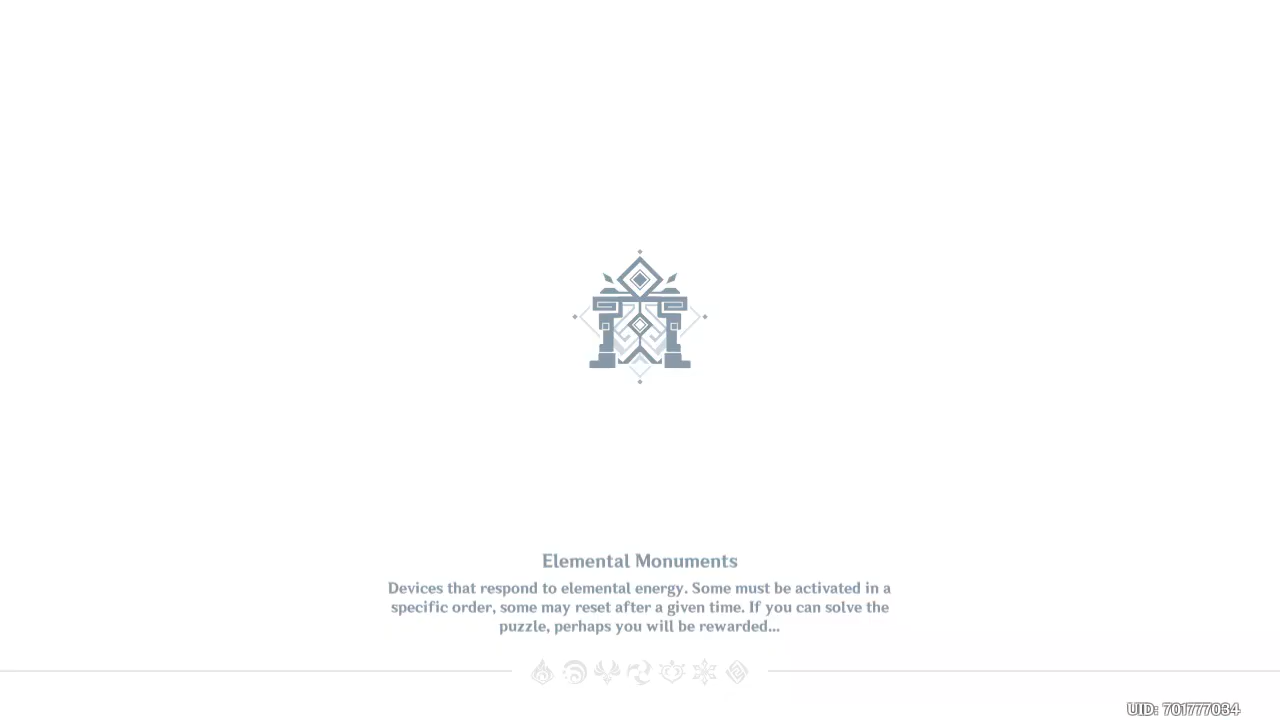 Elemental Monuments
Devices that respond to elemental energy. Some must be activated in a
specific order, some may reset after a given time. If you can solve the
puzzle, perhaps you will be rewarded...
UID: 701777034